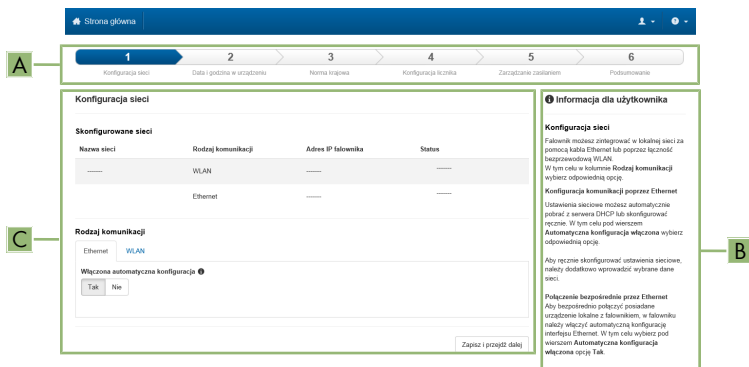 Strona główna
A
1 2 3 4 5 6
Konfiguracja sieci Data i godzina w urządzeniu Norma krajowa Konfiguracja licznika Zarządzanie zasilaniem Podsumowanie
Konfiguracja sieci
Skonfigurowane sieci
Nazwa sieci Rodzaj komunikacji Adres IP falownika Status
WLAN
Ethernet
C
Rodzaj komunikacji
Ethernet WLAN
Włączona automatyczna konfiguracja
Tak Nie
Zapisz i przejdź dalej
Informacja dla użytkownika
Konfiguracja sieci
Falownik możesz zintegrować w lokalnej sieci za
pomocą kabla Ethernet lub poprzez łączność
bezprzewodową WLAN.
W tym celu w kolumnie Rodzaj komunikacji
wybierz odpowiednią opcję.
Konfiguracja komunikacji poprzez Ethernet
Ustawienia sieciowe możesz automatycznie
pobrać z serwera DHCP lub skonfigurować
ręcznie. W tym celu pod wierszem
Automatyczna konfiguracja włączona wybierz
odpowiednią opcję.
Aby ręcznie skonfigurować ustawienia sieciowe,
należy dodatkowo wprowadzić wybrane dane
sieci.
Połączenie bezpośrednie przez Ethernet
Aby bezpośrednio połączyć posiadane
urządzenie lokalne z falownikiem, w falowniku
należy włączyć automatyczną konfigurację
interfejsu Ethernet. W tym celu wybierz pod
wierszem Automatyczna konfiguracja
włączona opcję Tak.
B